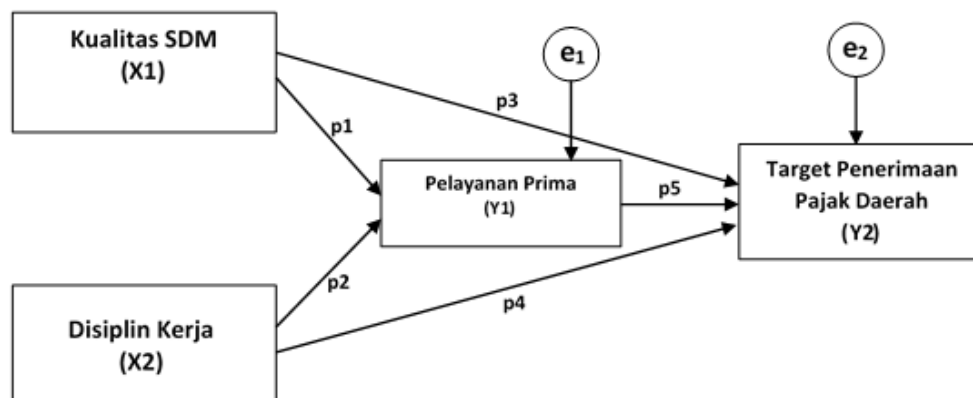 Kualitas SDM
(X1)
e1
e2
p3
p1
Pelayanan Prima
(Y1)
p5
Target Penerimaan
Pajak Daerah
(Y2)
p2
p4
Disiplin Kerja
(X2)